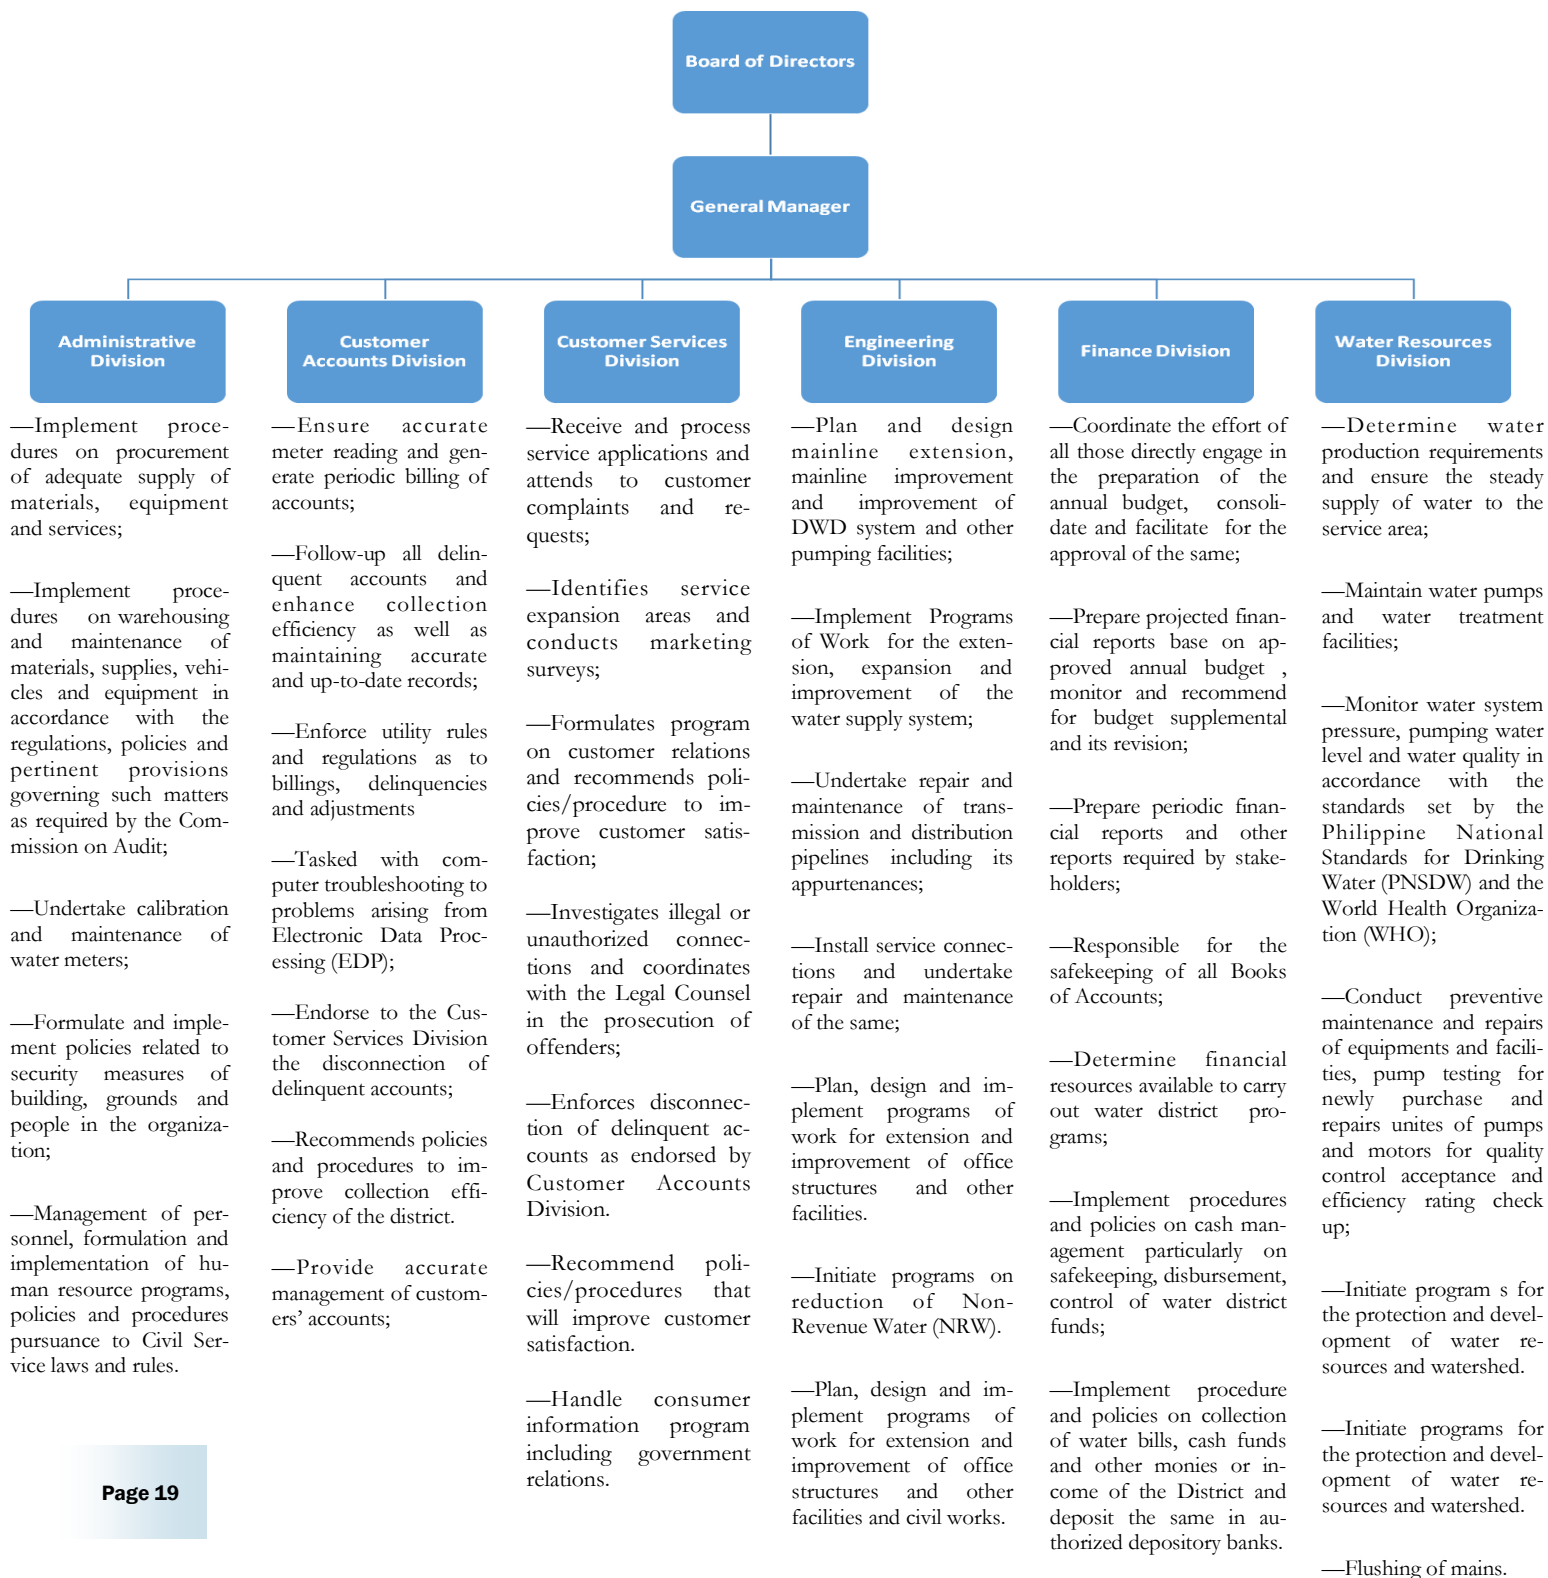 Board of Directors
General Manager
Administrative
Division
Customer
Accounts Division
Customer Services
Division
Engineering
Division
Finance Division
Water Resources
Division
—Implement proce-
dures on procurement
of adequate supply of
materials, equipment
and services;
—Implement proce-
dures on warehousing
and maintenance of
materials, supplies, vehi-
cles and equipment in
accordance with the
regulations, policies and
pertinent provisions
governing such matters
as required by the Com-
mission on Audit;
—Undertake calibration
and maintenance of
water meters;
—Formulate and imple-
ment policies related to
security measures of
building, grounds and
people in the organiza-
tion;
—Management of per-
sonnel, formulation and
implementation of hu-
man resource programs,
policies and procedures
pursuance to Civil Ser-
vice laws and rules.
—Ensure accurate
meter reading and gen-
erate periodic billing of
accounts;
—Follow-up all delin-
quent accounts and
enhance collection
efficiency as well as
maintaining accurate
and up-to-date records;
—Enforce utility rules
and regulations as to
billings, delinquencies
and adjustments
—Tasked with com-
puter troubleshooting to
problems arising from
Electronic Data Proc-
essing (EDP);
—Endorse to the Cus-
tomer Services Division
the disconnection of
delinquent accounts;
—Recommends policies
and procedures to im-
prove collection effi-
ciency of the district.
—Provide accurate
management of custom-
ers’ accounts;
—Receive and process
service applications and
attends to customer
complaints and re-
quests;
—Identifies service
expansion areas and
conducts marketing
surveys;
—Formulates program
on customer relations
and recommends poli-
cies/procedure to im-
prove customer satis-
faction;
—Investigates illegal or
unauthorized connec-
tions and coordinates
with the Legal Counsel
in the prosecution of
offenders;
—Enforces disconnec-
tion of delinquent ac-
counts as endorsed by
Customer Accounts
Division.
—Recommend poli-
cies/procedures that
will improve customer
satisfaction.
—Handle consumer
information program
including government
relations.
—Plan and design
mainline extension,
mainline improvement
and improvement of
DWD system and other
pumping facilities;
—Implement Programs
of Work for the exten-
sion, expansion and
improvement of the
water supply system;
—Undertake repair and
maintenance of trans-
mission and distribution
pipelines including its
appurtenances;
—Install service connec-
tions and undertake
repair and maintenance
of the same;
—Plan, design and im-
plement programs of
work for extension and
improvement of office
structures and other
facilities.
—Initiate programs on
reduction of Non-
Revenue Water (NRW).
—Plan, design and im-
plement programs of
work for extension and
improvement of office
structures and other
facilities and civil works.
—Coordinate the effort of
all those directly engage in
the preparation of the
annual budget, consoli-
date and facilitate for the
approval of the same;
—Prepare projected finan-
cial reports base on ap-
proved annual budget ,
monitor and recommend
for budget supplemental
and its revision;
—Prepare periodic finan-
cial reports and other
reports required by stake-
holders;
—Responsible for the
safekeeping of all Books
of Accounts;
—Determine financial
resources available to carry
out water district pro-
grams;
—Implement procedures
and policies on cash man-
agement particularly on
safekeeping, disbursement,
control of water district
funds;
—Implement procedure
and policies on collection
of water bills, cash funds
and other monies or in-
come of the District and
deposit the same in au-
thorized depository banks.
—Determine water
production requirements
and ensure the steady
supply of water to the
service area;
—Maintain water pumps
and water treatment
facilities;
—Monitor water system
pressure, pumping water
level and water quality in
accordance with the
standards set by the
Philippine National
Standards for Drinking
Water (PNSDW) and the
World Health Organiza-
tion (WHO);
—Conduct preventive
maintenance and repairs
of equipments and facili-
ties, pump testing for
newly purchase and
repairs unites of pumps
and motors for quality
control acceptance and
efficiency rating check
up;
—Initiate program s for
the protection and devel-
opment of water re-
sources and watershed.
—Initiate programs for
the protection and devel-
opment of water re-
sources and watershed.
—Flushing of mains.
Page 19